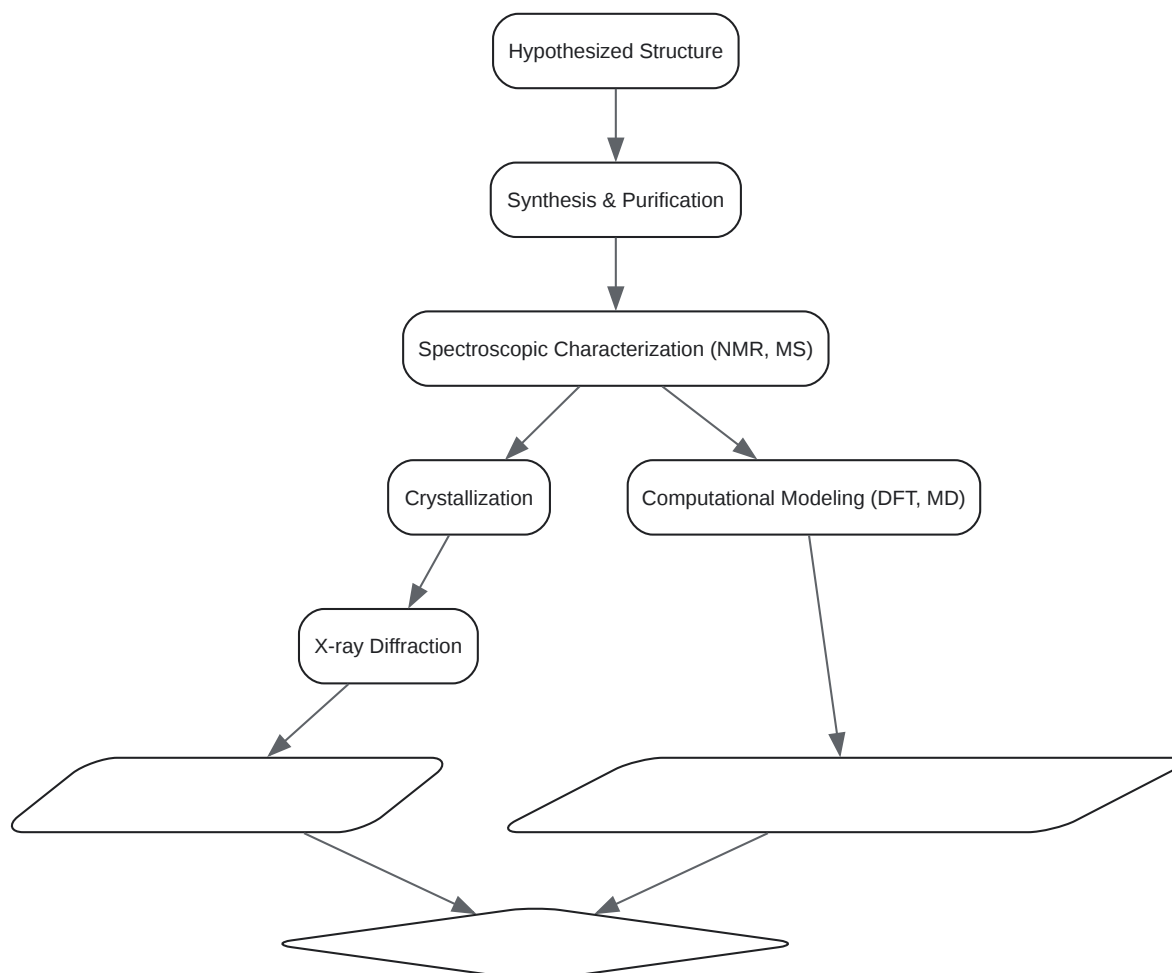 Hypothesized Structure
Synthesis & Purification
Spectroscopic Characterization (NMR, MS)
Crystallization
Computational Modeling (DFT, MD)
X-ray Diffraction